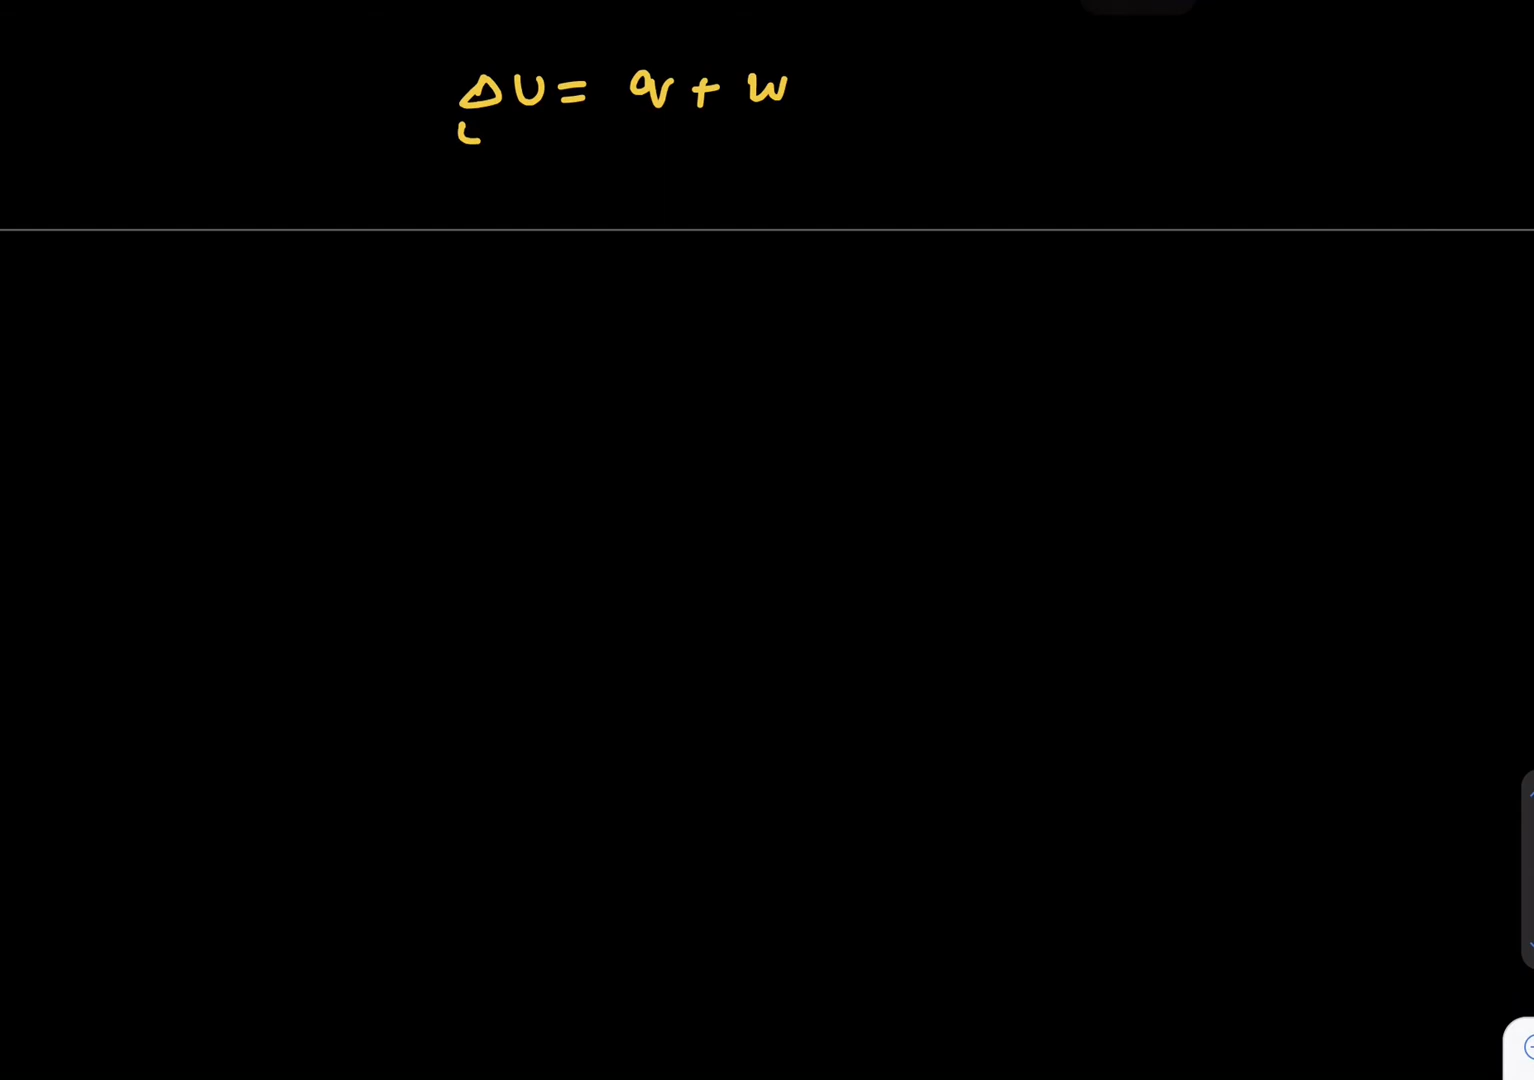 ΔU = q + w